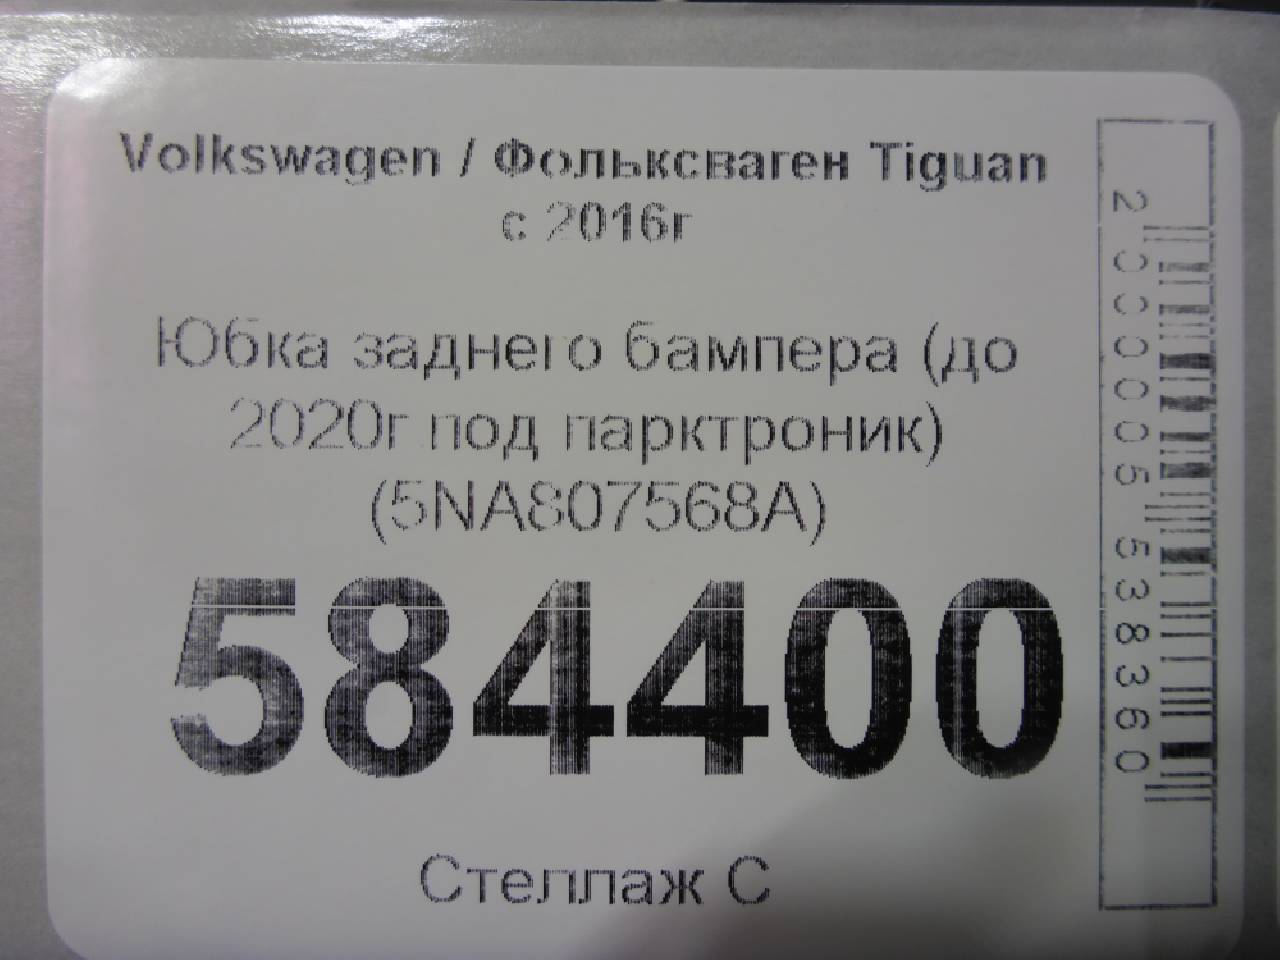 Volkswagen / Фольксваген Tiguan
с 2016г
Юбка заднего бампера (до
2020г под парктроник)
(5NA807568A)
584400
Стеллаж С
2000005538360